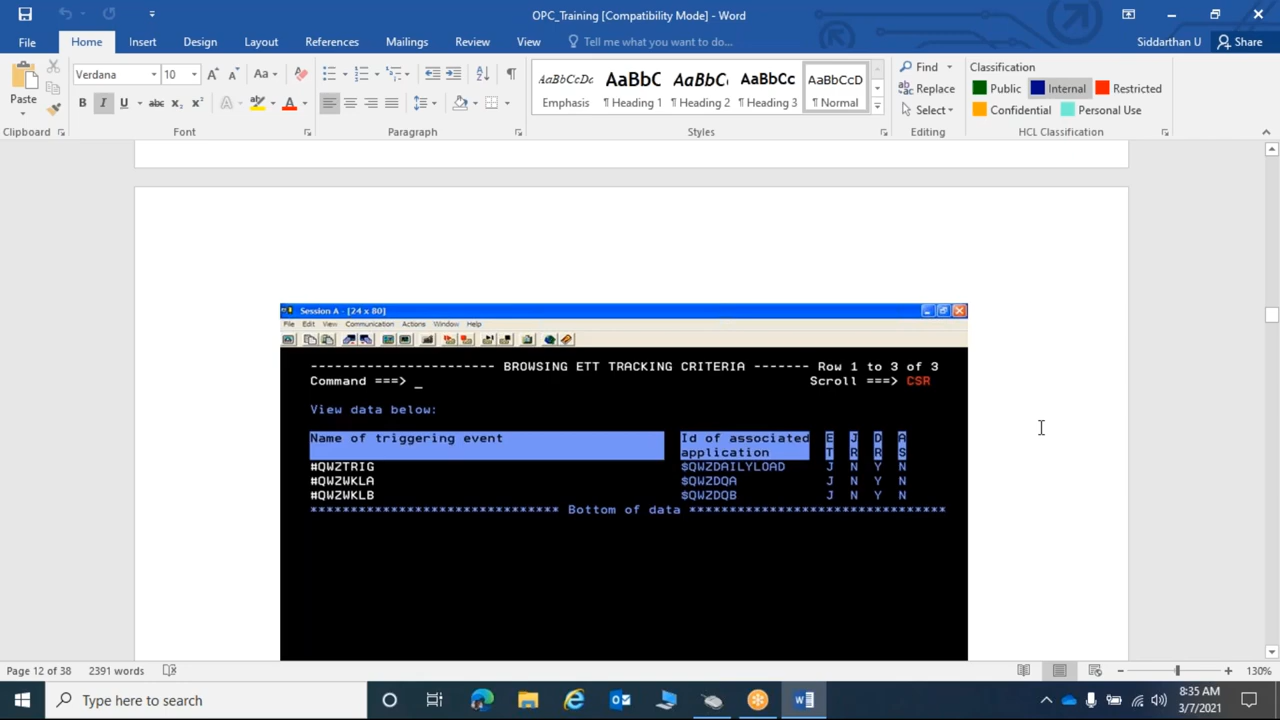 OPC_Training [Compatibility Mode] - Word
File Home Insert Design Layout References Mailings Review View Tell me what you want to do... Siddarthan U Share
Paste
Verdana 10
Aa
B I U abc x₂ x² A A
AaBbCcDc AaBbC AaBbC AaBbCc AaBbCcD
Emphasis ¶ Heading 1 ¶ Heading 2 ¶ Heading 3 ¶ Normal
Find
Replace
Select
Classification
Public Internal Restricted
Confidential Personal Use
Clipboard Font Paragraph Styles Editing HCL Classification
Session A - [24 x 80]
File Edit View Communication Actions Window Help
----------------------- BROWSING ETT TRACKING CRITERIA ------- Row 1 to 3 of 3
Command ===> _ Scroll ===> CSR
View data below:
Name of triggering event Id of associated E J D A
application T R R S
#QWZTRIG $QWZDAILYLOAD J N Y N
#QWZWKLA $QWZDQA J N Y N
#QWZWKLB $QWZDQB J N Y N
******************************* Bottom of data ********************************
Page 12 of 38 2391 words 130%
Type here to search
8:35 AM
3/7/2021